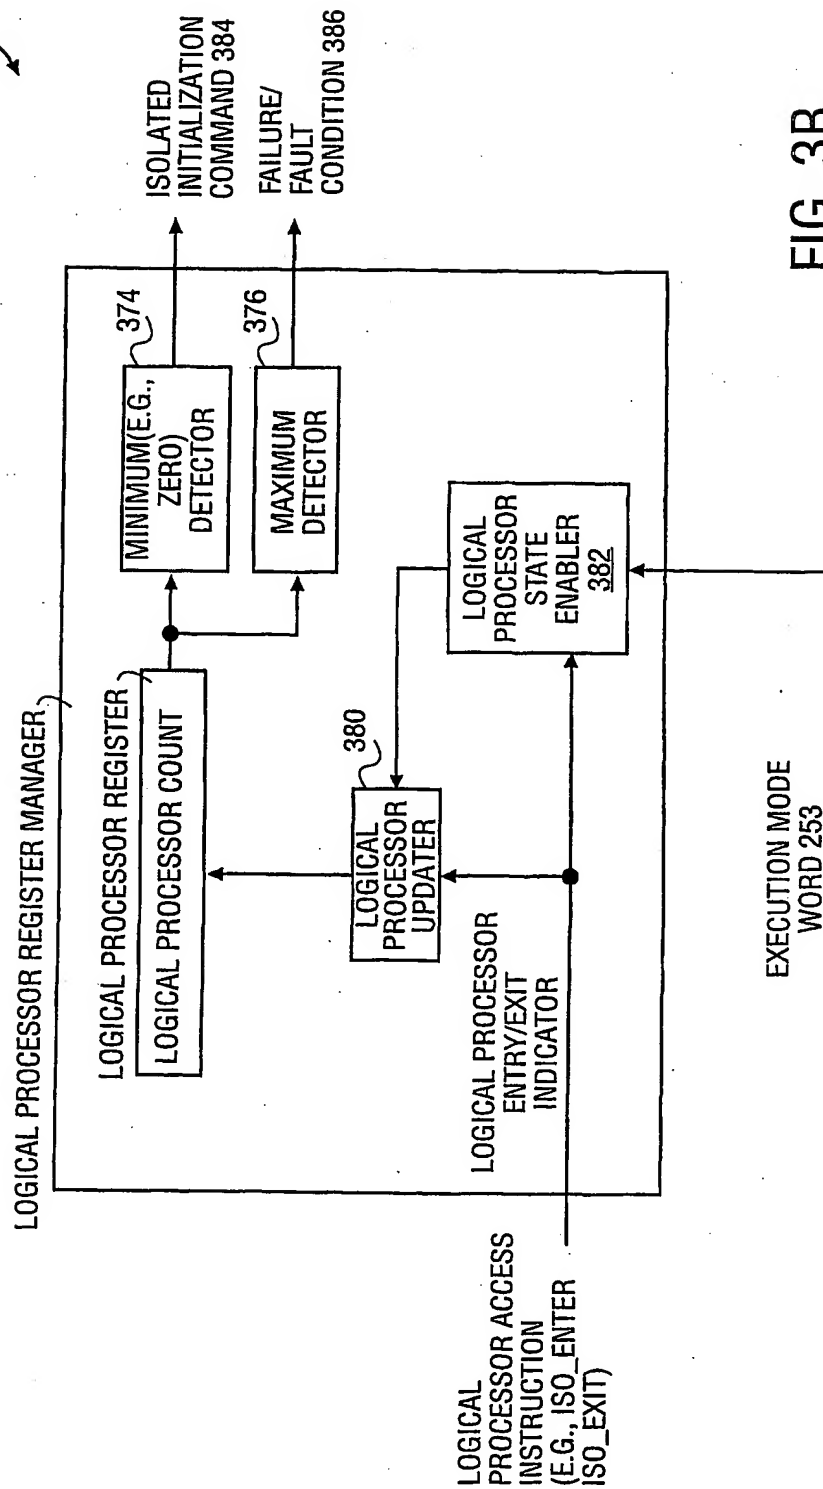 LOGICAL PROCESSOR REGISTER MANAGER
LOGICAL PROCESSOR REGISTER
LOGICAL PROCESSOR COUNT
MINIMUM(E.G.,
ZERO)
DETECTOR
374
MAXIMUM
DETECTOR
376
ISOLATED
INITIALIZATION
COMMAND 384
FAILURE/
FAULT
CONDITION 386
LOGICAL
PROCESSOR
UPDATER
380
LOGICAL
PROCESSOR
STATE
ENABLER
382
LOGICAL PROCESSOR
ENTRY/EXIT
INDICATOR
LOGICAL
PROCESSOR ACCESS
INSTRUCTION
(E.G., ISO_ENTER
ISO_EXIT)
EXECUTION MODE
WORD 253
FIG. 3B